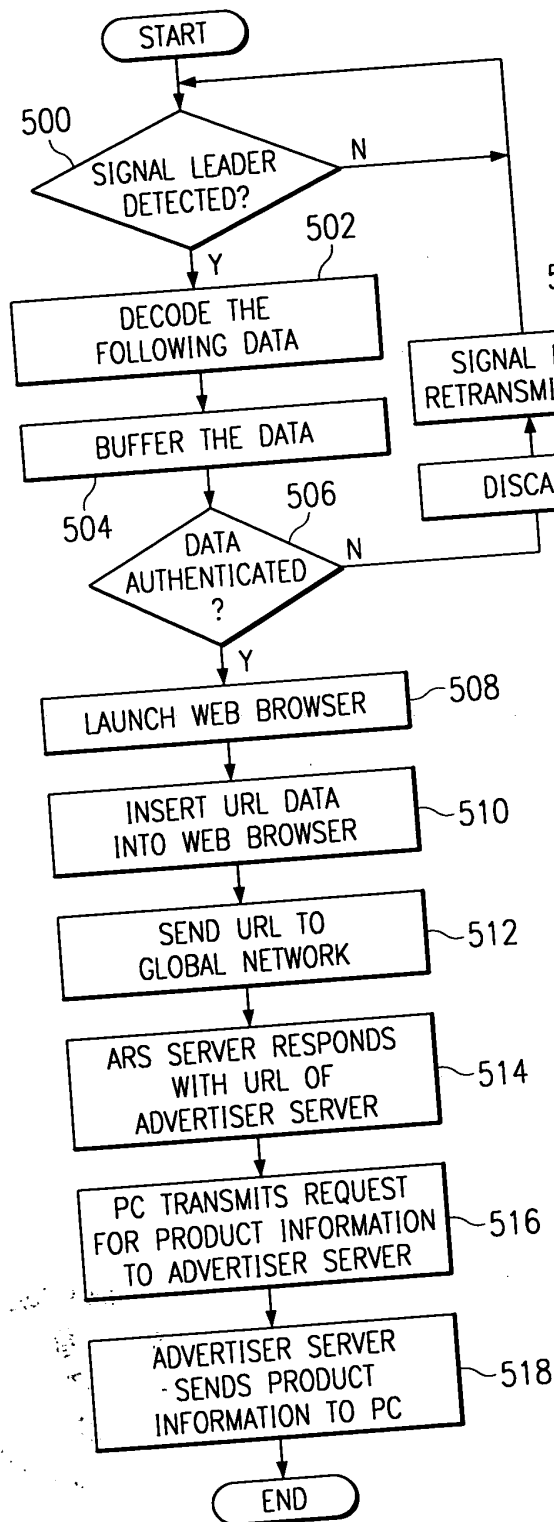 START
500
SIGNAL LEADER
DETECTED?
N
Y
502
DECODE THE
FOLLOWING DATA
BUFFER THE DATA
504
506
DATA
AUTHENTICATED
?
N
Y
SIGNAL
LAUNCH WEB BROWSER
508
INSERT URL DATA
INTO WEB BROWSER
510
SEND URL TO
GLOBAL NETWORK
512
ARS SERVER RESPONDS
WITH URL OF
ADVERTISER SERVER
514
PC TRANSMITS REQUEST
FOR PRODUCT INFORMATION
TO ADVERTISER SERVER
516
ADVERTISER SERVER
SENDS PRODUCT
INFORMATION TO PC
518
END